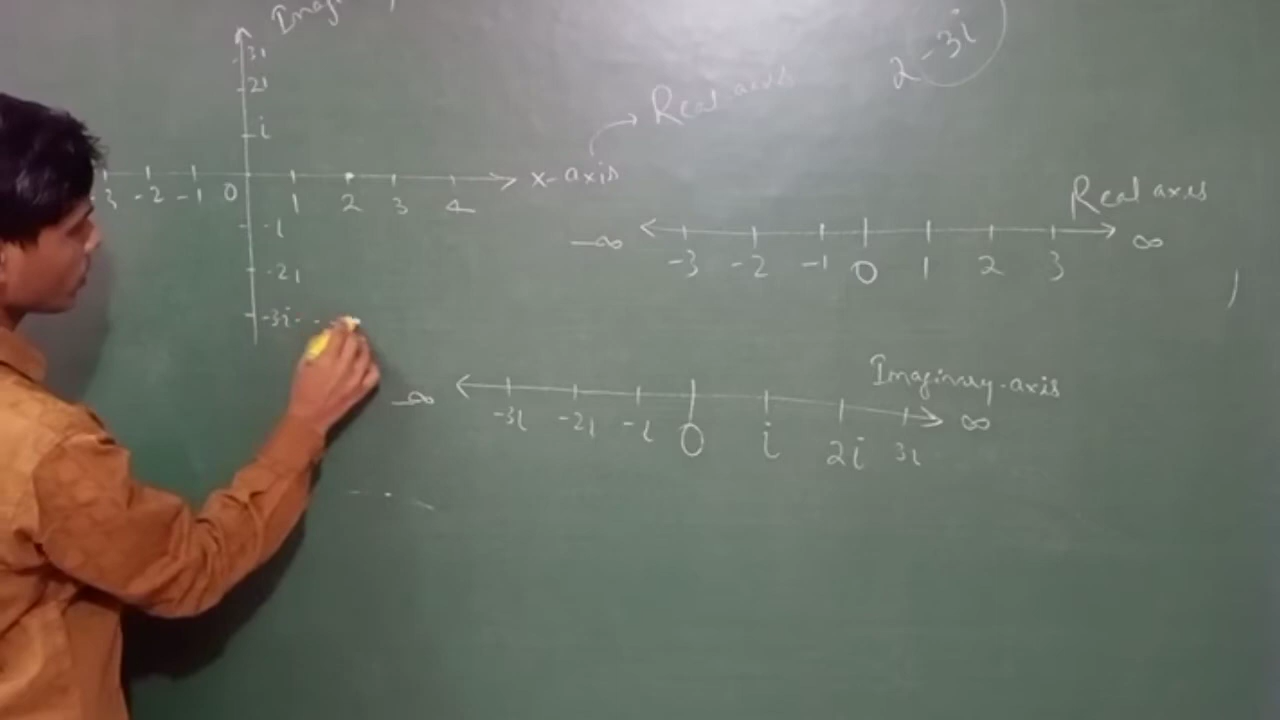 3i
2i
i
2 -3i
Real axis
x-axis
-3 -2 -1 0 1 2 3 4
-i
-2i
-3i
Real axis
-∞ ∞
-3 -2 -1 0 1 2 3
Imaginary-axis
-∞ ∞
-3i -2i -i 0 i 2i 3i